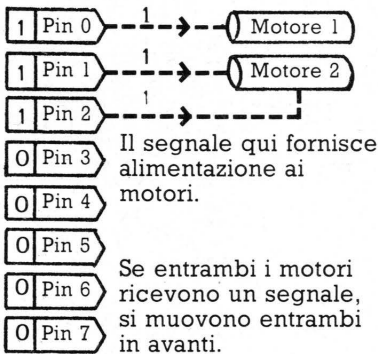 1 Pin 0 1 Motore 1
1 Pin 1 1 Motore 2
1 Pin 2 1
0 Pin 3
0 Pin 4
0 Pin 5
0 Pin 6
0 Pin 7
Il segnale qui fornisce
alimentazione ai
motori.
Se entrambi i motori
ricevono un segnale,
si muovono entrambi
in avanti.